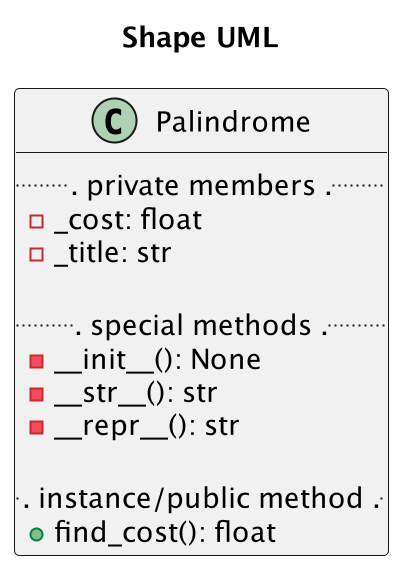 Shape UML
C Palindrome
. private members .
_cost: float
_title: str
. special methods .
__init__(): None
__str__(): str
__repr__(): str
. instance/public method .
find_cost(): float